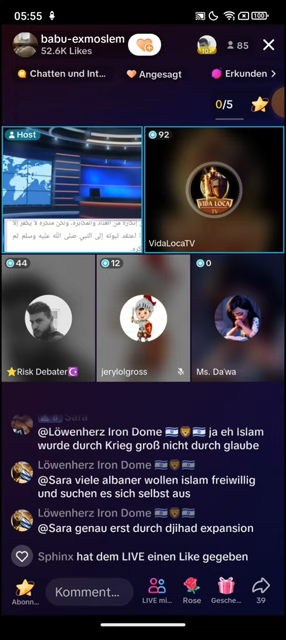 05:55
100
babu-exmoslem
52.6K Likes
85
Chatten und Int...
Angesagt
Erkunden >
0/5
Host
92
VIDA LOCA
TV
VidaLocaTV
44
12
0
Risk Debater
jerylolgross
Ms. Da'wa
Sara
@Löwenherz Iron Dome 🇮🇱🦁🇮🇱 ja eh Islam
wurde durch Krieg groß nicht durch glaube
Löwenherz Iron Dome 🇮🇱🦁🇮🇱
@Sara viele albaner wollen islam freiwillig
und suchen es sich selbst aus
Löwenherz Iron Dome 🇮🇱🦁🇮🇱
@Sara genau erst durch djihad expansion
Sphinx hat dem LIVE einen Like gegeben
Abonn...
Komment...
LIVE mi...
Rose
Gesche...
39